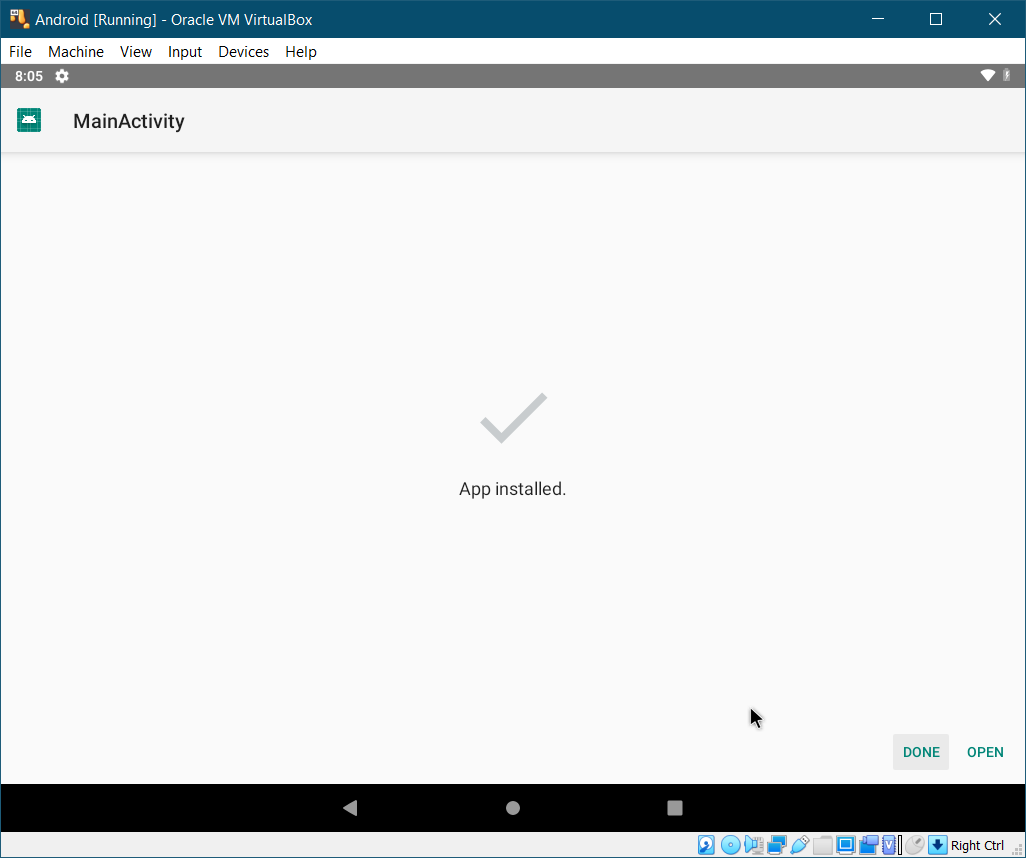 Android [Running] - Oracle VM VirtualBox
File Machine View Input Devices Help
8:05
MainActivity
App installed.
DONE OPEN
Right Ctrl